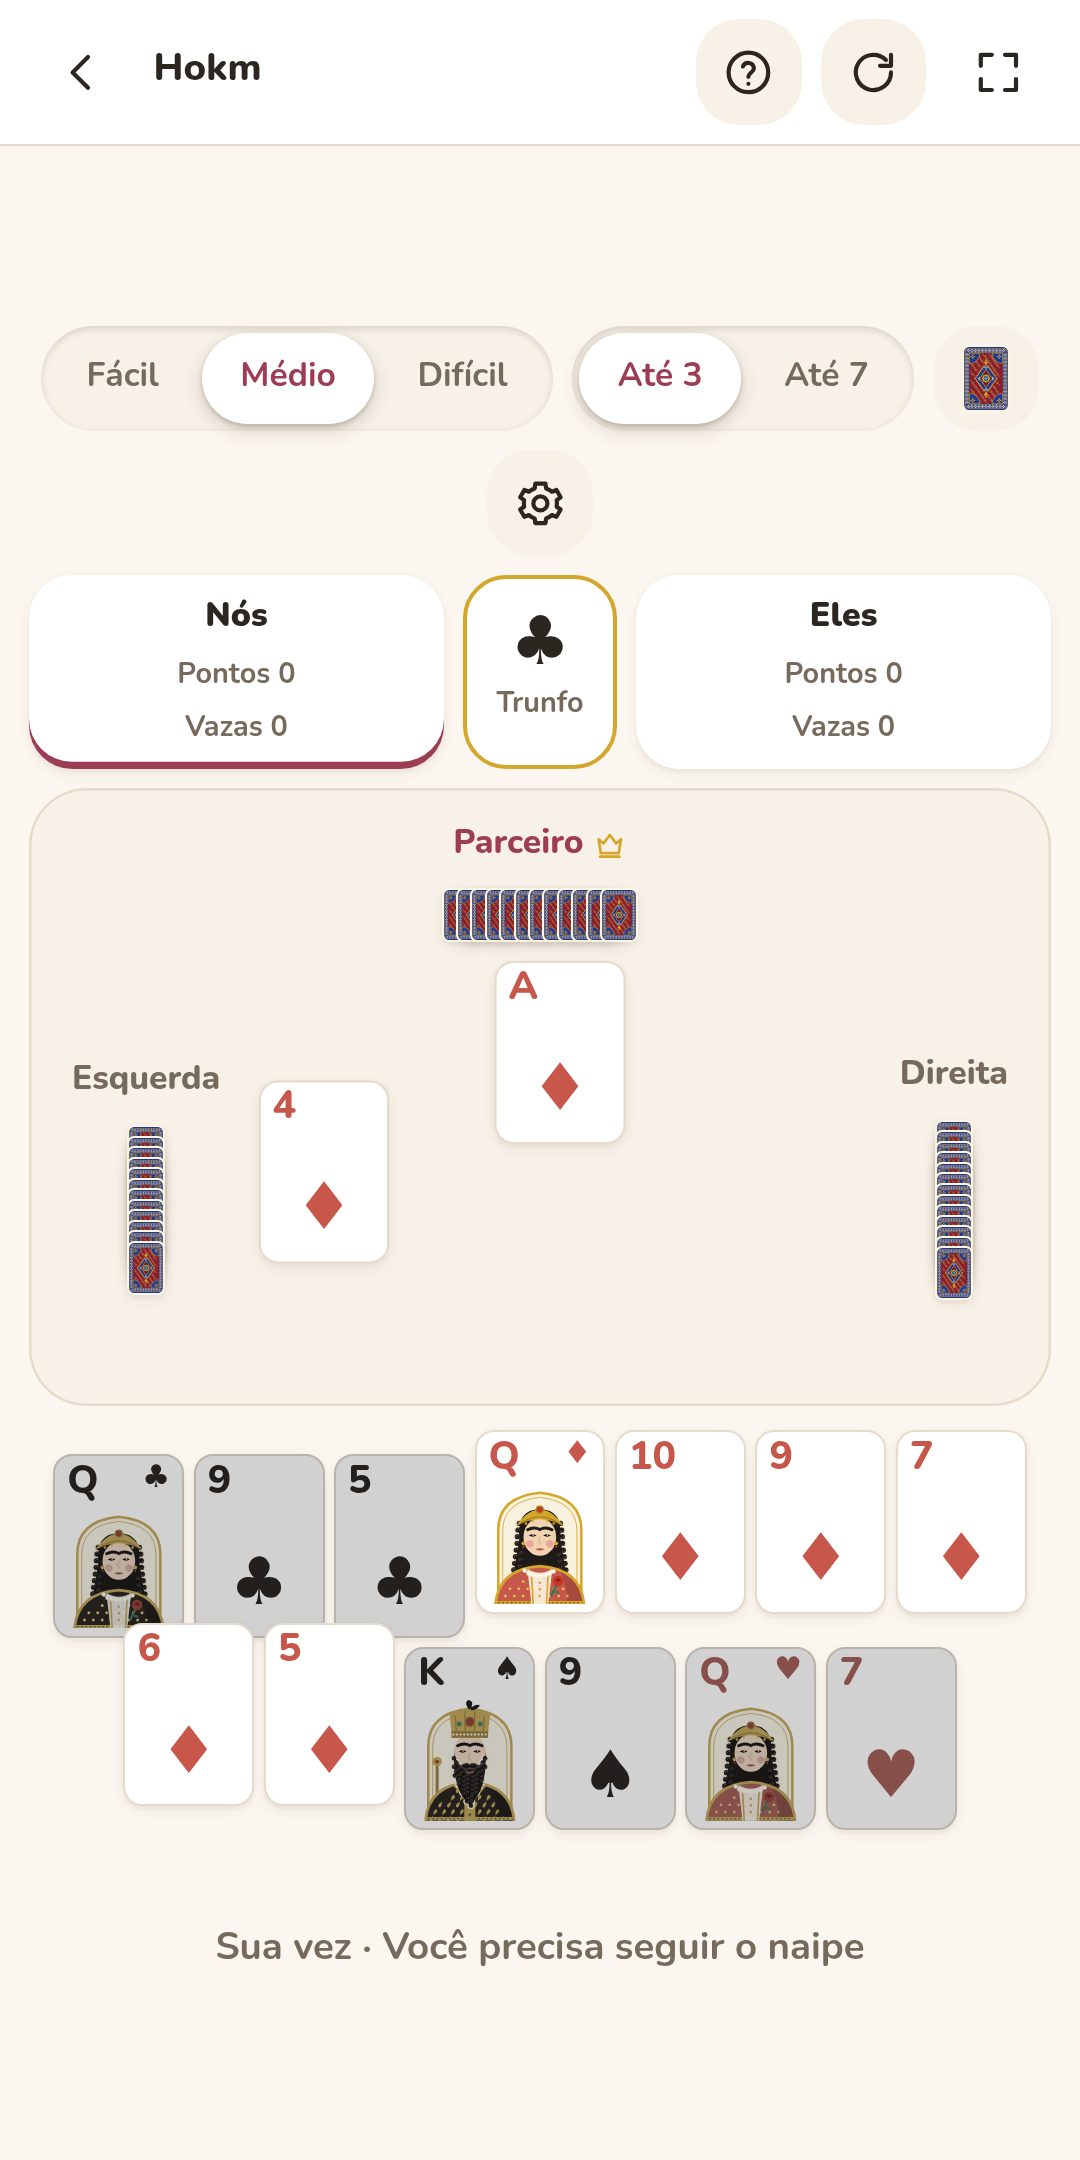 Hokm
Fácil Médio Difícil Até 3 Até 7
Nós
Pontos 0
Vazas 0
♣
Trunfo
Eles
Pontos 0
Vazas 0
Parceiro
A
♦
Esquerda
4
♦
Direita
Q ♣ 9 ♣ 5 ♣ Q ♦ 10 ♦ 9 ♦ 7 ♦
6 ♦ 5 ♦ K ♠ 9 ♠ Q ♥ 7 ♥
Sua vez · Você precisa seguir o naipe